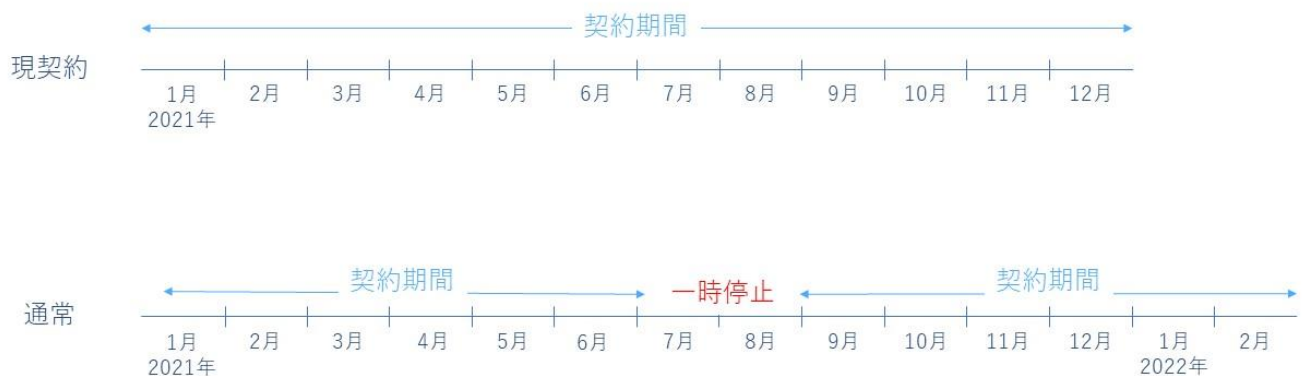 契約期間
現契約
1月 2月 3月 4月 5月 6月 7月 8月 9月 10月 11月 12月
2021年
契約期間 一時停止 契約期間
通常
1月 2月 3月 4月 5月 6月 7月 8月 9月 10月 11月 12月 1月 2月
2021年 2022年